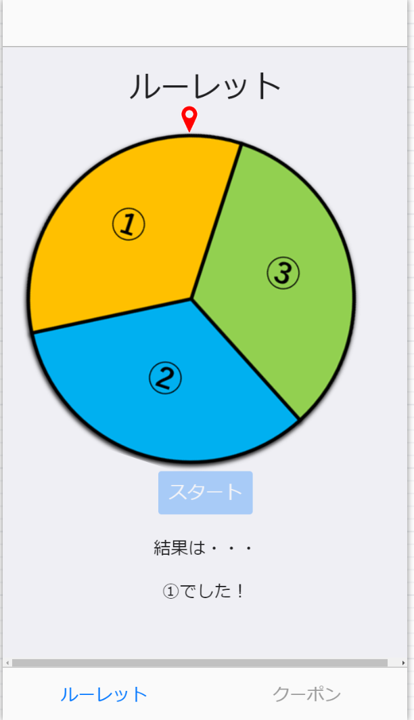 ルーレット
①
③
②
スタート
結果は・・・
①でした！
ルーレット
クーポン